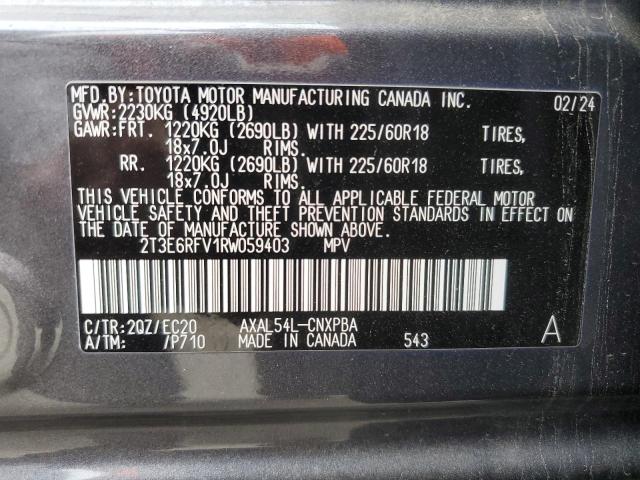 MFD.BY:TOYOTA MOTOR MANUFACTURING CANADA INC.
GVWR:2230KG (4920LB) 02/24
GAWR:FRT. 1220KG (2690LB) WITH 225/60R18 TIRES,
18x7.0J RIMS.
RR. 1220KG (2690LB) WITH 225/60R18 TIRES,
18x7.0J RIMS.
THIS VEHICLE CONFORMS TO ALL APPLICABLE FEDERAL MOTOR
VEHICLE SAFETY AND THEFT PREVENTION STANDARDS IN EFFECT ON
THE DATE OF MANUFACTURE SHOWN ABOVE.
2T3E6RFV1RW059403 MPV
C/TR:2QZ/EC20 AXAL54L-CNXPBA A
A/TM: /P710 MADE IN CANADA 543